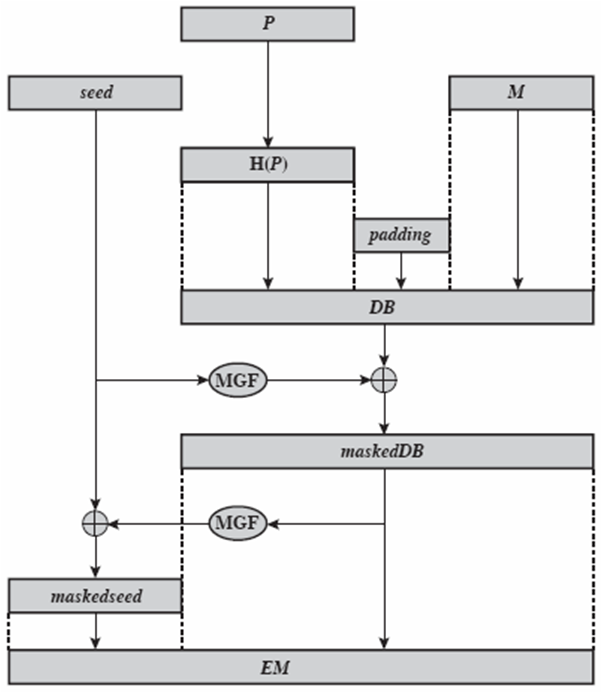 P
seed
M
H(P)
padding
DB
MGF
maskedDB
MGF
maskedseed
EM